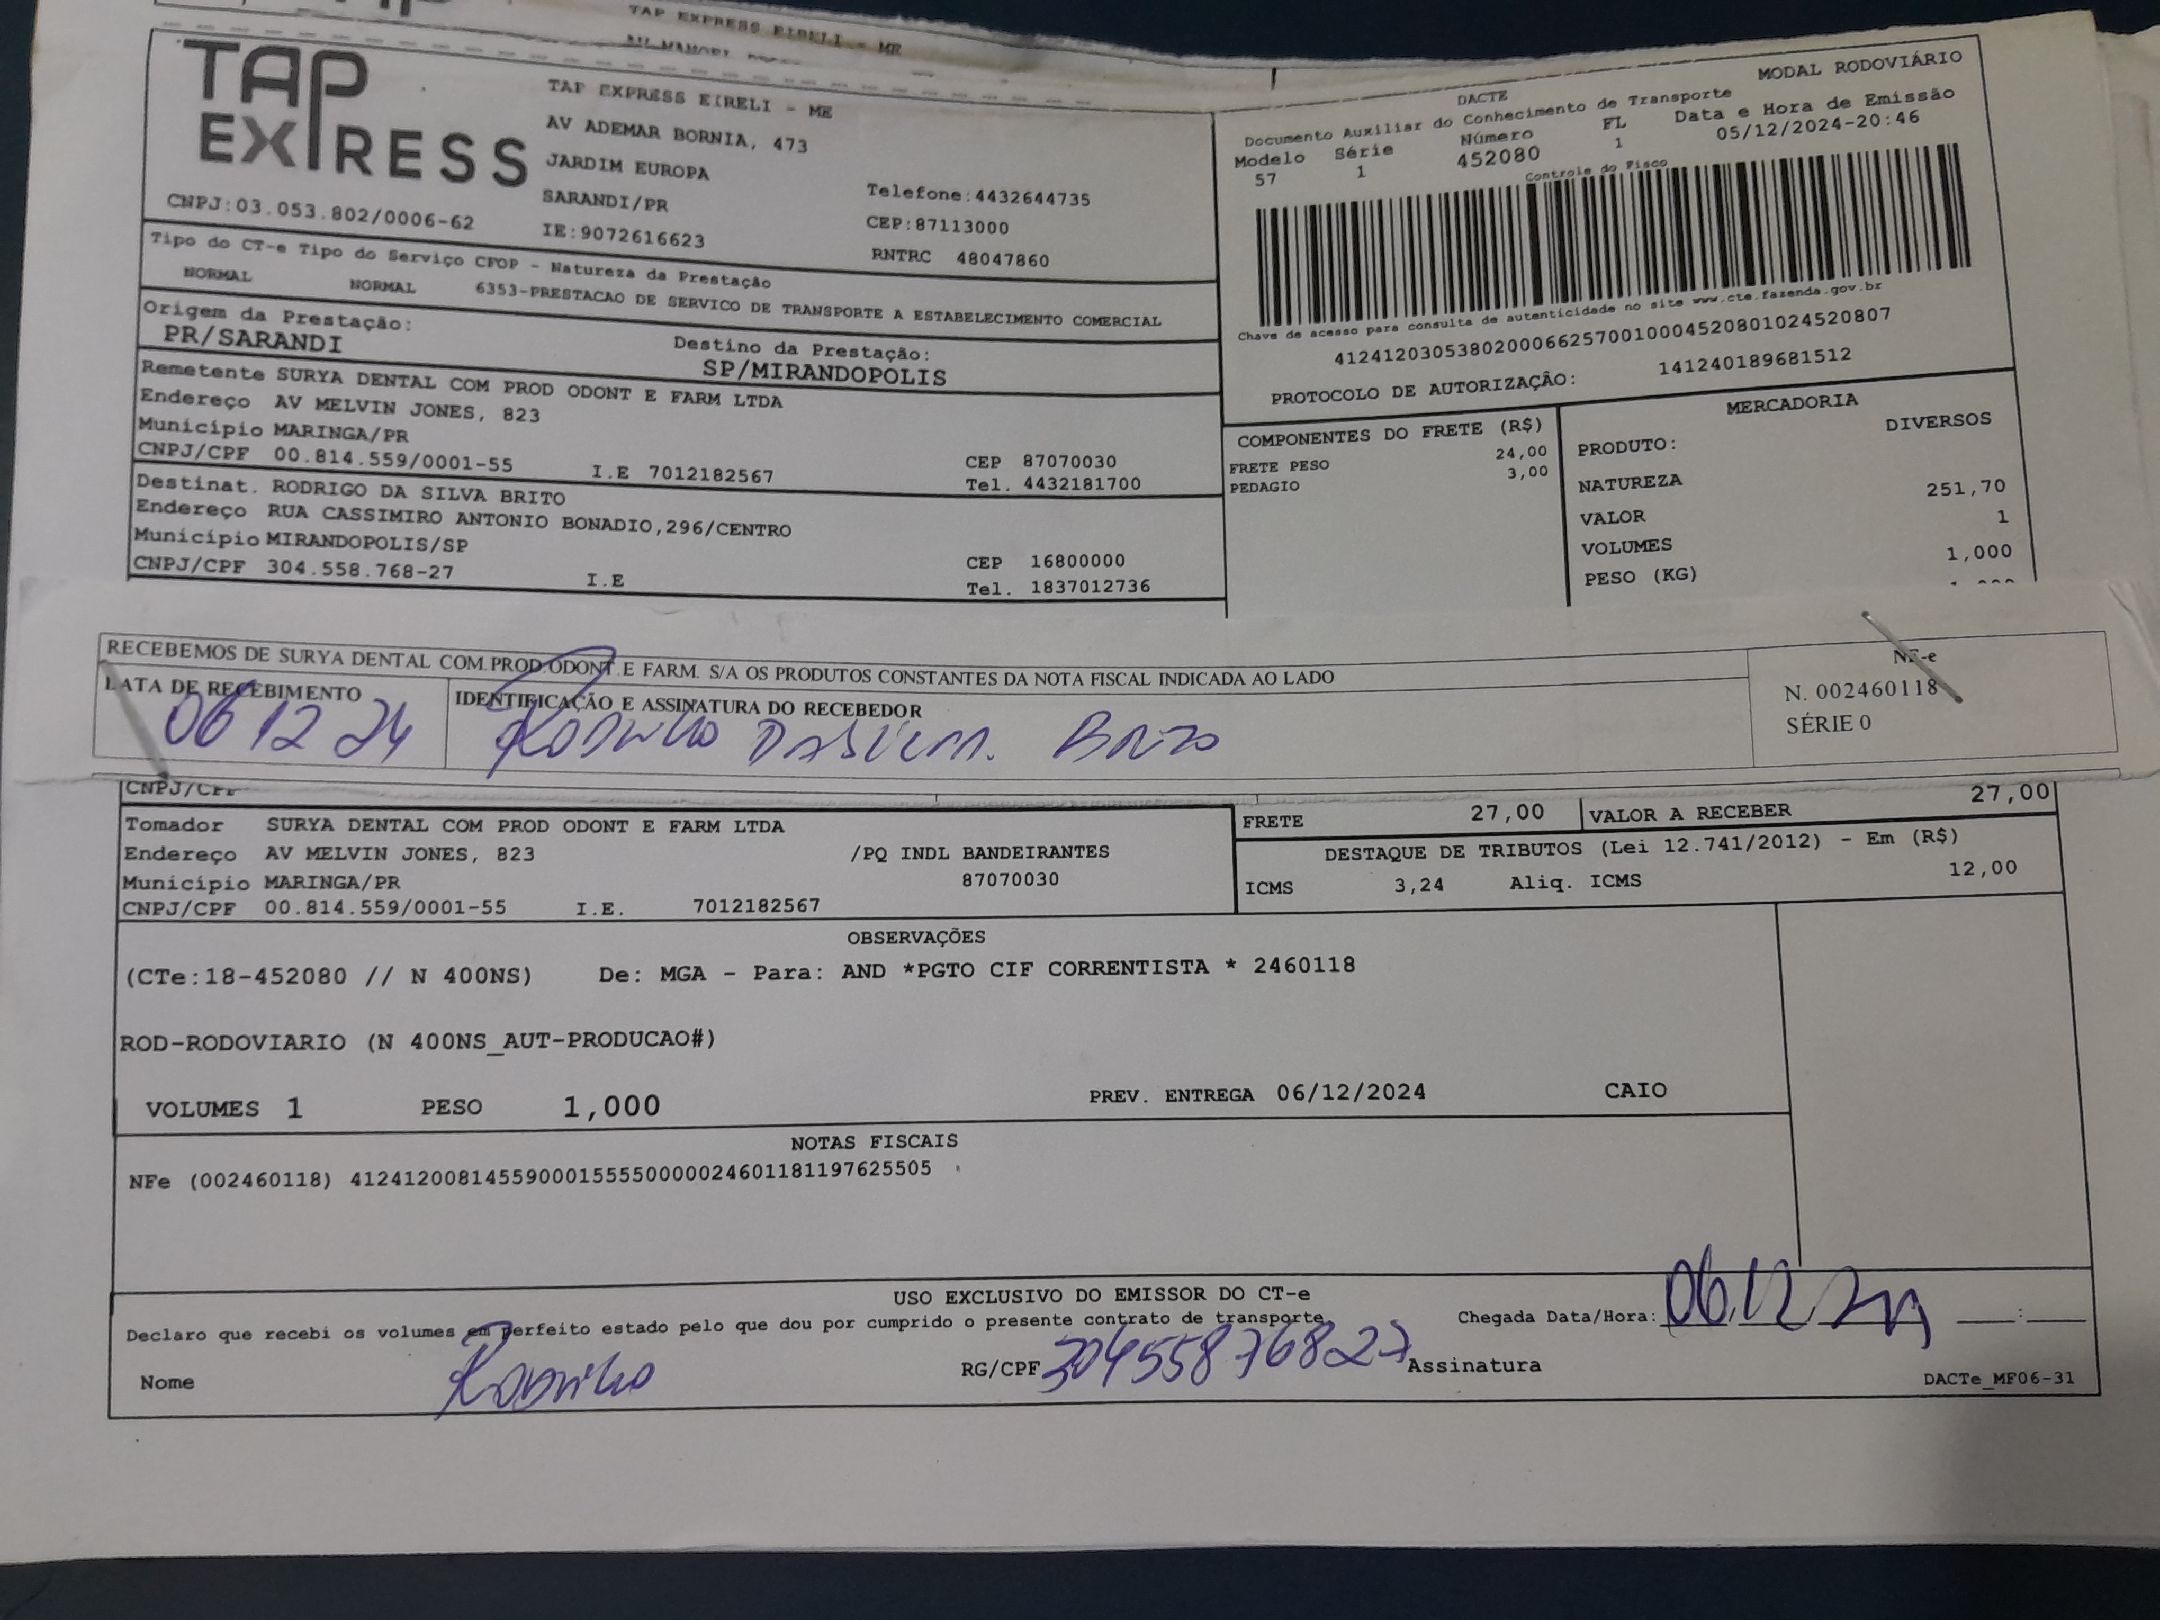 TAP EXPRESS EIRELI - ME
TAP
EXPRESS
CNPJ:03.053.802/0006-62
TAP EXPRESS EIRELI - ME
AV ADEMAR BORNIA, 473
JARDIM EUROPA
SARANDI/PR
IE:9072616623
Telefone:4432644735
CEP:87113000
RNTRC 48047860
MODAL RODOVIÁRIO
DACTE
Documento Auxiliar do Conhecimento de Transporte
Modelo Série Número FL Data e Hora de Emissão
57 1 452080 1 05/12/2024-20:46
Controle do Fisco
Chave de acesso para consulta de autenticidade no site www.cte.fazenda.gov.br
41241203053802000662570010004520801024520807
PROTOCOLO DE AUTORIZAÇÃO: 141240189681512
Tipo do CT-e Tipo do Serviço CFOP - Natureza da Prestação
NORMAL NORMAL 6353-PRESTACAO DE SERVICO DE TRANSPORTE A ESTABELECIMENTO COMERCIAL
Origem da Prestação: Destino da Prestação:
PR/SARANDI SP/MIRANDOPOLIS
Remetente SURYA DENTAL COM PROD ODONT E FARM LTDA
Endereço AV MELVIN JONES, 823
Município MARINGA/PR CEP 87070030
CNPJ/CPF 00.814.559/0001-55 I.E 7012182567 Tel. 4432181700
Destinat. RODRIGO DA SILVA BRITO
Endereço RUA CASSIMIRO ANTONIO BONADIO,296/CENTRO
Município MIRANDOPOLIS/SP CEP 16800000
CNPJ/CPF 304.558.768-27 I.E Tel. 1837012736
COMPONENTES DO FRETE (R$)
FRETE PESO 24,00
PEDAGIO 3,00
MERCADORIA
PRODUTO: DIVERSOS
NATUREZA
VALOR 251,70
VOLUMES 1
PESO (KG) 1,000
RECEBEMOS DE SURYA DENTAL COM.PROD.ODONT.E FARM. S/A OS PRODUTOS CONSTANTES DA NOTA FISCAL INDICADA AO LADO
DATA DE RECEBIMENTO IDENTIFICAÇÃO E ASSINATURA DO RECEBEDOR
06 12 24 Rodrigo Da Silva Brito
NF-e
N. 002460118
SÉRIE 0
CNPJ/CPF
Tomador SURYA DENTAL COM PROD ODONT E FARM LTDA
Endereço AV MELVIN JONES, 823 /PQ INDL BANDEIRANTES
Município MARINGA/PR 87070030
CNPJ/CPF 00.814.559/0001-55 I.E. 7012182567
FRETE 27,00 VALOR A RECEBER 27,00
DESTAQUE DE TRIBUTOS (Lei 12.741/2012) - Em (R$)
ICMS 3,24 Aliq. ICMS 12,00
OBSERVAÇÕES
(CTe:18-452080 // N 400NS) De: MGA - Para: AND *PGTO CIF CORRENTISTA * 2460118
ROD-RODOVIARIO (N 400NS_AUT-PRODUCAO#)
VOLUMES 1 PESO 1,000 PREV. ENTREGA 06/12/2024 CAIO
NOTAS FISCAIS
NFe (002460118) 41241200814559000155550000024601181197625505
USO EXCLUSIVO DO EMISSOR DO CT-e
Declaro que recebi os volumes em perfeito estado pelo que dou por cumprido o presente contrato de transporte. Chegada Data/Hora: 06 12 24 :
Nome Rodrigo RG/CPF 30455876827 Assinatura
DACTe_MF06-31